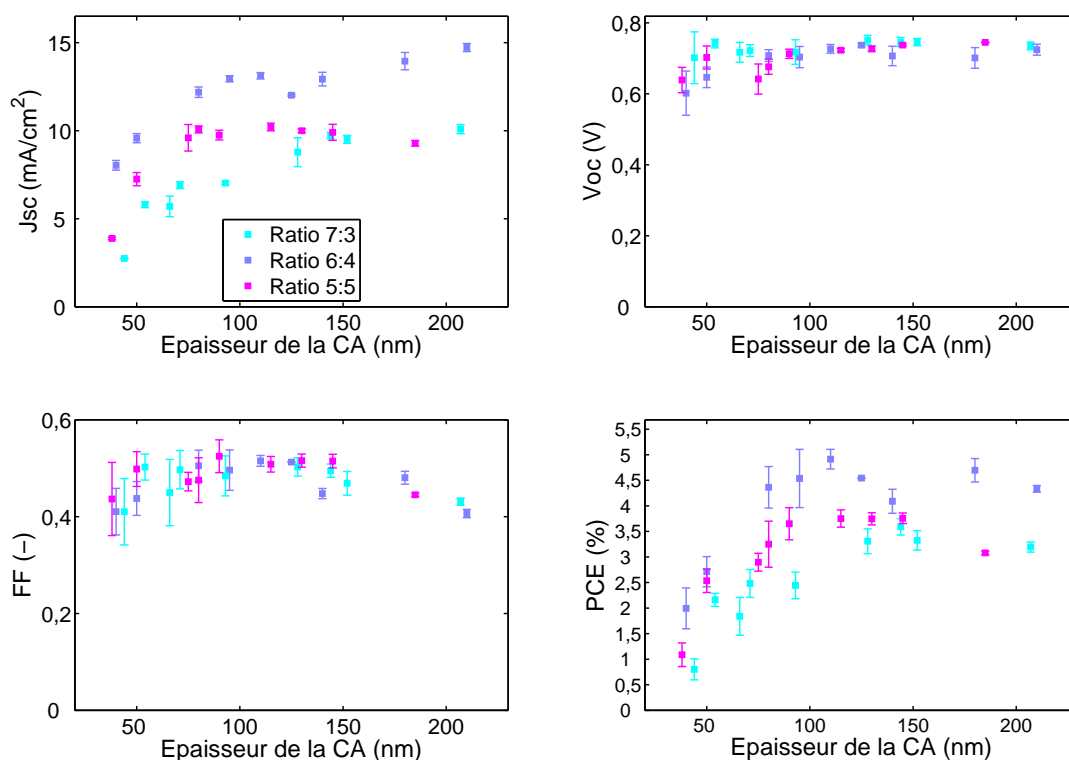 15
10
5
0
Jsc (mA/cm²)
Ratio 7:3
Ratio 6:4
Ratio 5:5
50 100 150 200
Epaisseur de la CA (nm)
0,8
0,6
0,4
0,2
0
Voc (V)
50 100 150 200
Epaisseur de la CA (nm)
0,6
0,4
0,2
0
FF (−)
50 100 150 200
Epaisseur de la CA (nm)
5,5
5
4,5
4
3,5
3
2,5
2
1,5
1
0,5
0
PCE (%)
50 100 150 200
Epaisseur de la CA (nm)